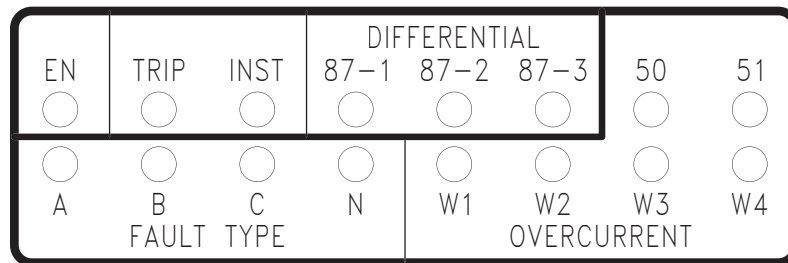 DIFFERENTIAL
EN TRIP INST 87-1 87-2 87-3 50 51
A B C N W1 W2 W3 W4
FAULT TYPE OVERCURRENT